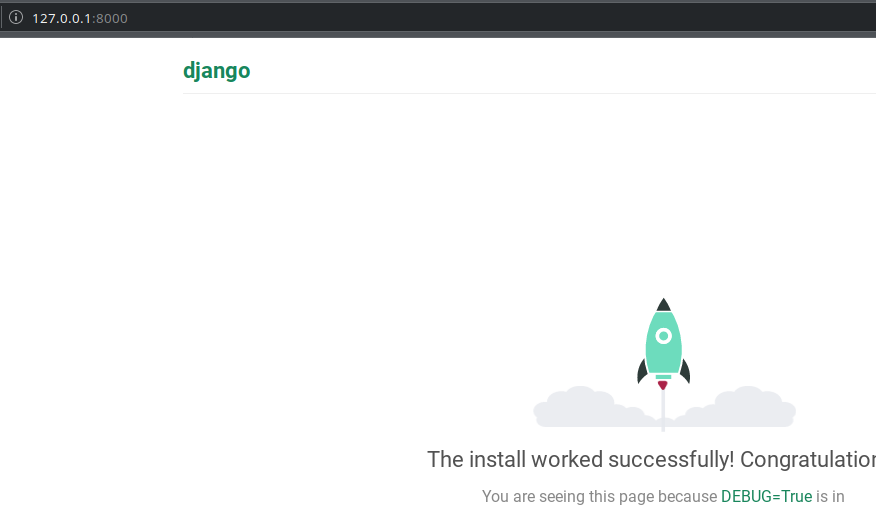 127.0.0.1:8000
django
The install worked successfully! Congratulation
You are seeing this page because DEBUG=True is in